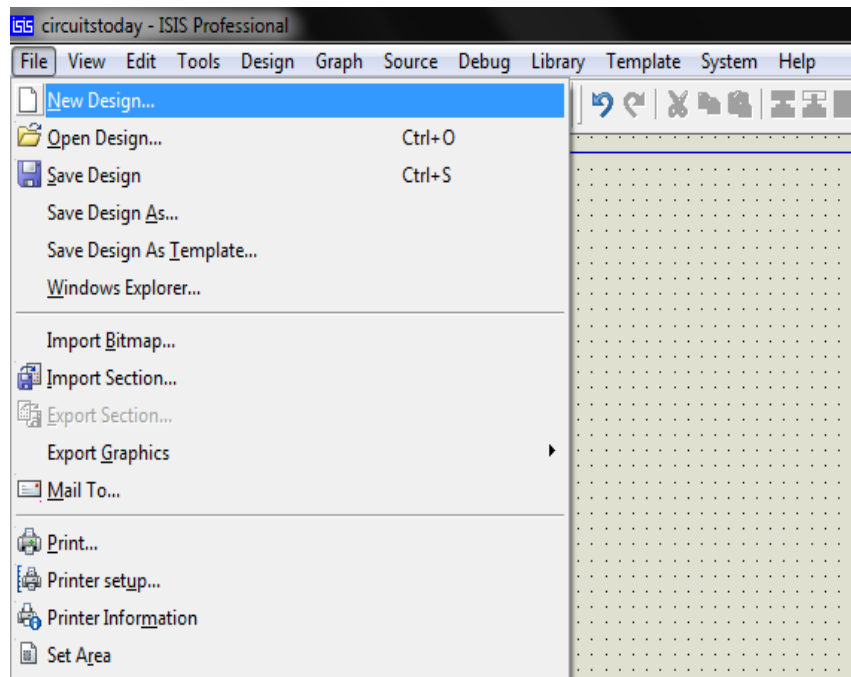 isis circuitstoday - ISIS Professional
File View Edit Tools Design Graph Source Debug Library Template System Help
New Design...
Open Design... Ctrl+O
Save Design Ctrl+S
Save Design As...
Save Design As Template...
Windows Explorer...
Import Bitmap...
Import Section...
Export Section...
Export Graphics
Mail To...
Print...
Printer setup...
Printer Information
Set Area